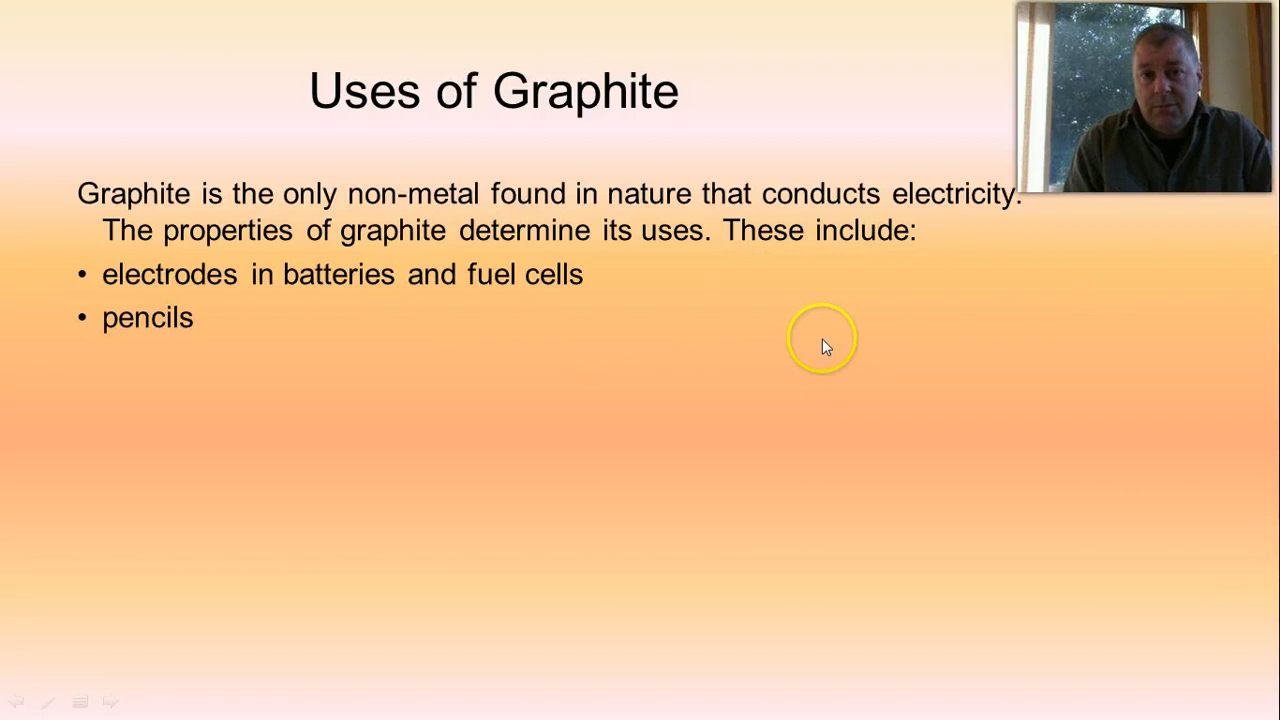 Uses of Graphite
Graphite is the only non-metal found in nature that conducts electricity.
The properties of graphite determine its uses. These include:
• electrodes in batteries and fuel cells
• pencils